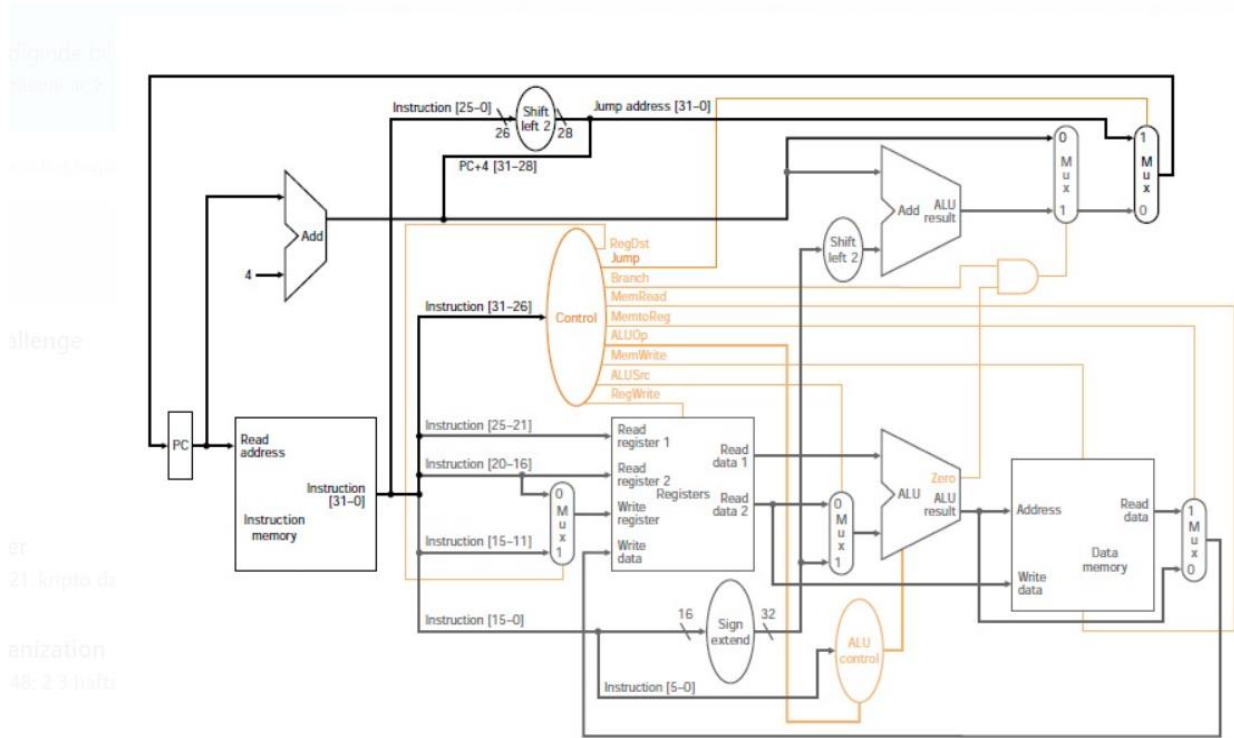 Instruction [25–0]
26
Shift
left 2
28
Jump address [31–0]
PC+4 [31–28]
Add
4
0
M
u
x
1
1
M
u
x
0
Add
ALU
result
Shift
left 2
RegDst
Jump
Branch
MemRead
MemtoReg
ALUOp
MemWrite
ALUSrc
RegWrite
Control
Instruction [31–26]
PC
Read
address
Instruction
[31–0]
Instruction
memory
Instruction [25–21]
Instruction [20–16]
Instruction [15–11]
Instruction [15–0]
0
M
u
x
1
Read
register 1
Read
register 2
Write
register
Write
data
Registers
Read
data 1
Read
data 2
0
M
u
x
1
Zero
ALU
ALU
result
Address
Write
data
Read
data
Data
memory
1
M
u
x
0
16
Sign
extend
32
ALU
control
Instruction [5–0]
allenge
er
21: kripto
anization